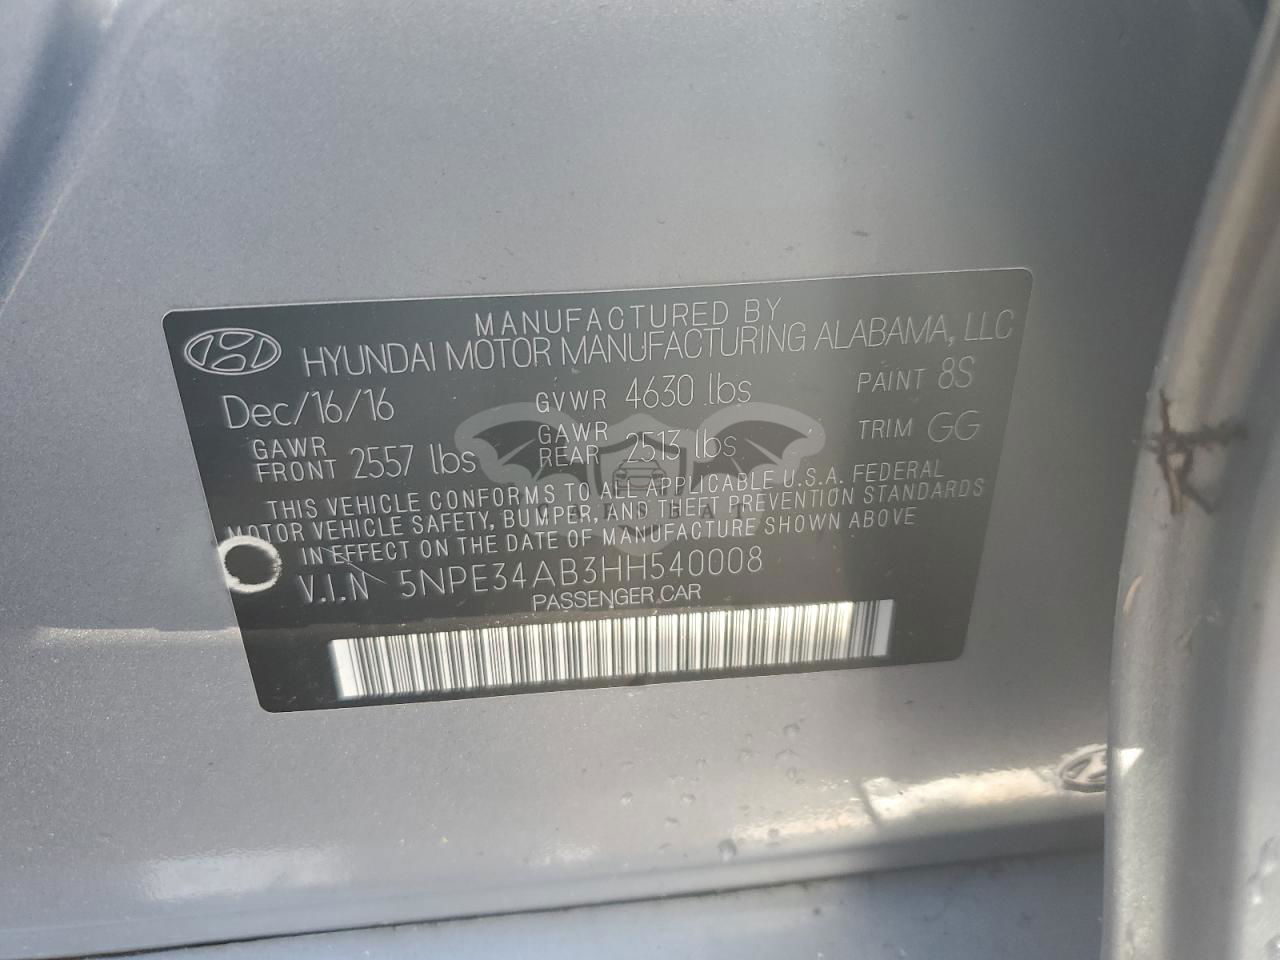 MANUFACTURED BY
HYUNDAI MOTOR MANUFACTURING ALABAMA, LLC
Dec/16/16 GVWR 4630 lbs PAINT 8S
GAWR FRONT 2557 lbs GAWR REAR 2513 lbs TRIM GG
THIS VEHICLE CONFORMS TO ALL APPLICABLE U.S.A. FEDERAL
MOTOR VEHICLE SAFETY, BUMPER, AND THEFT PREVENTION STANDARDS
IN EFFECT ON THE DATE OF MANUFACTURE SHOWN ABOVE
V.I.N 5NPE34AB3HH540008
PASSENGER CAR
CARSBAT